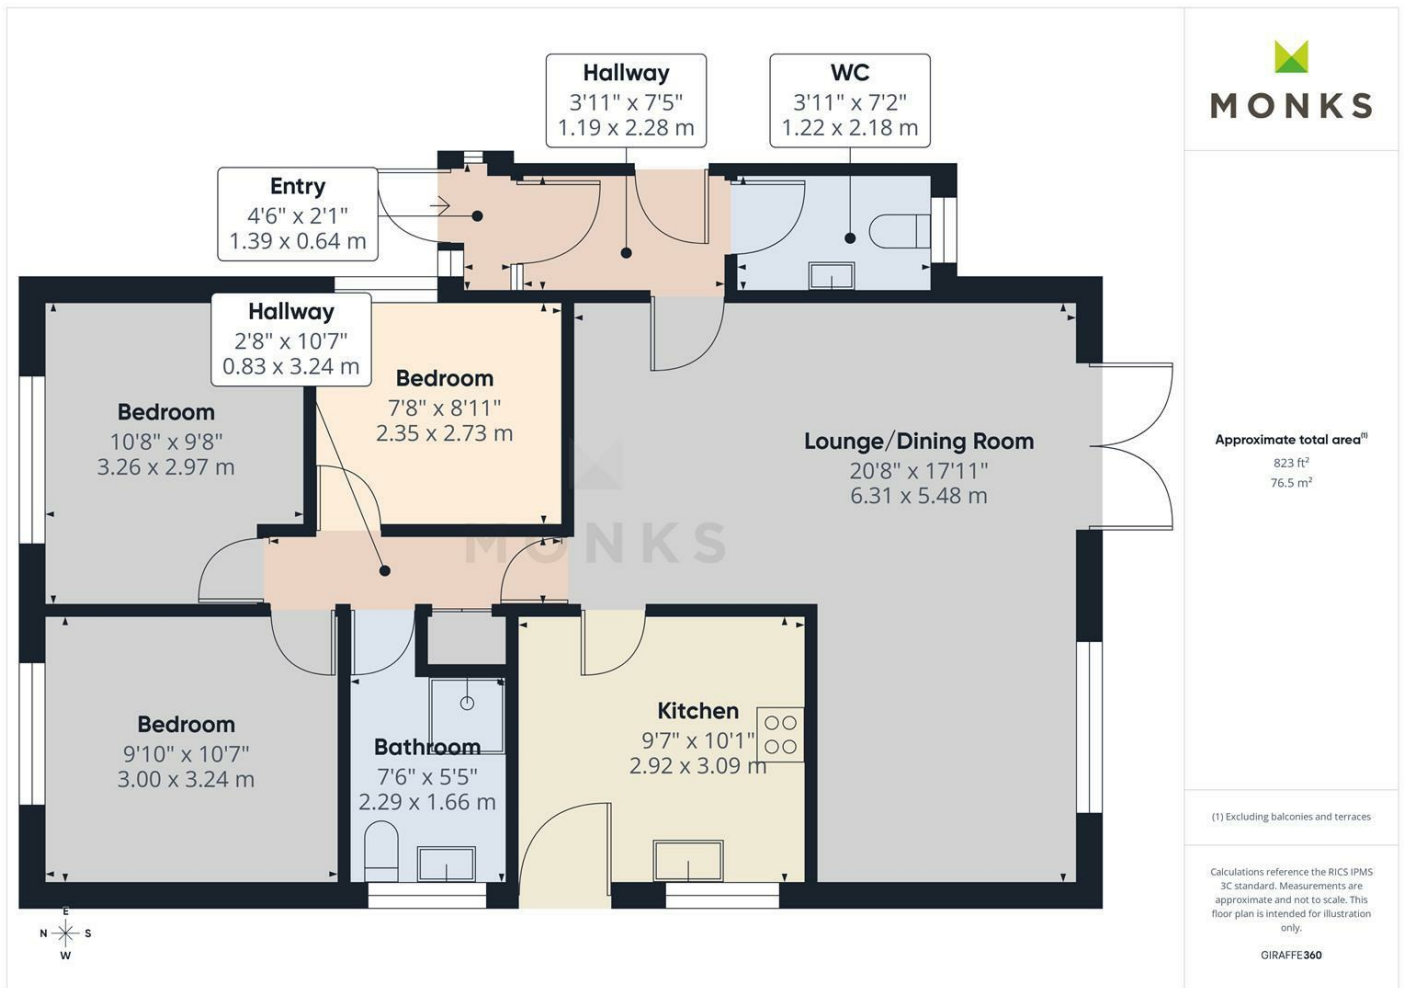 Hallway
3'11" x 7'5"
1.19 x 2.28 m
WC
3'11" x 7'2"
1.22 x 2.18 m
Entry
4'6" x 2'1"
1.39 x 0.64 m
Hallway
2'8" x 10'7"
0.83 x 3.24 m
Bedroom
7'8" x 8'11"
2.35 x 2.73 m
Bedroom
10'8" x 9'8"
3.26 x 2.97 m
Lounge/Dining Room
20'8" x 17'11"
6.31 x 5.48 m
MONKS
Bedroom
9'10" x 10'7"
3.00 x 3.24 m
Bathroom
7'6" x 5'5"
2.29 x 1.66 m
Kitchen
9'7" x 10'1"
2.92 x 3.09 m
E
N S
W
MONKS
Approximate total area(1)
823 ft²
76.5 m²
(1) Excluding balconies and terraces
Calculations reference the RICS IPMS
3C standard. Measurements are
approximate and not to scale. This
floor plan is intended for illustration
only.
GIRAFFE360